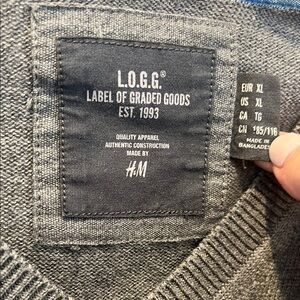 L.O.G.G.®
LABEL OF GRADED GOODS
EST. 1993
QUALITY APPAREL
AUTHENTIC CONSTRUCTION
MADE BY
H&M
EUR XL
US XL
CA TG
CN 185/116
MADE IN
BANGLADESH